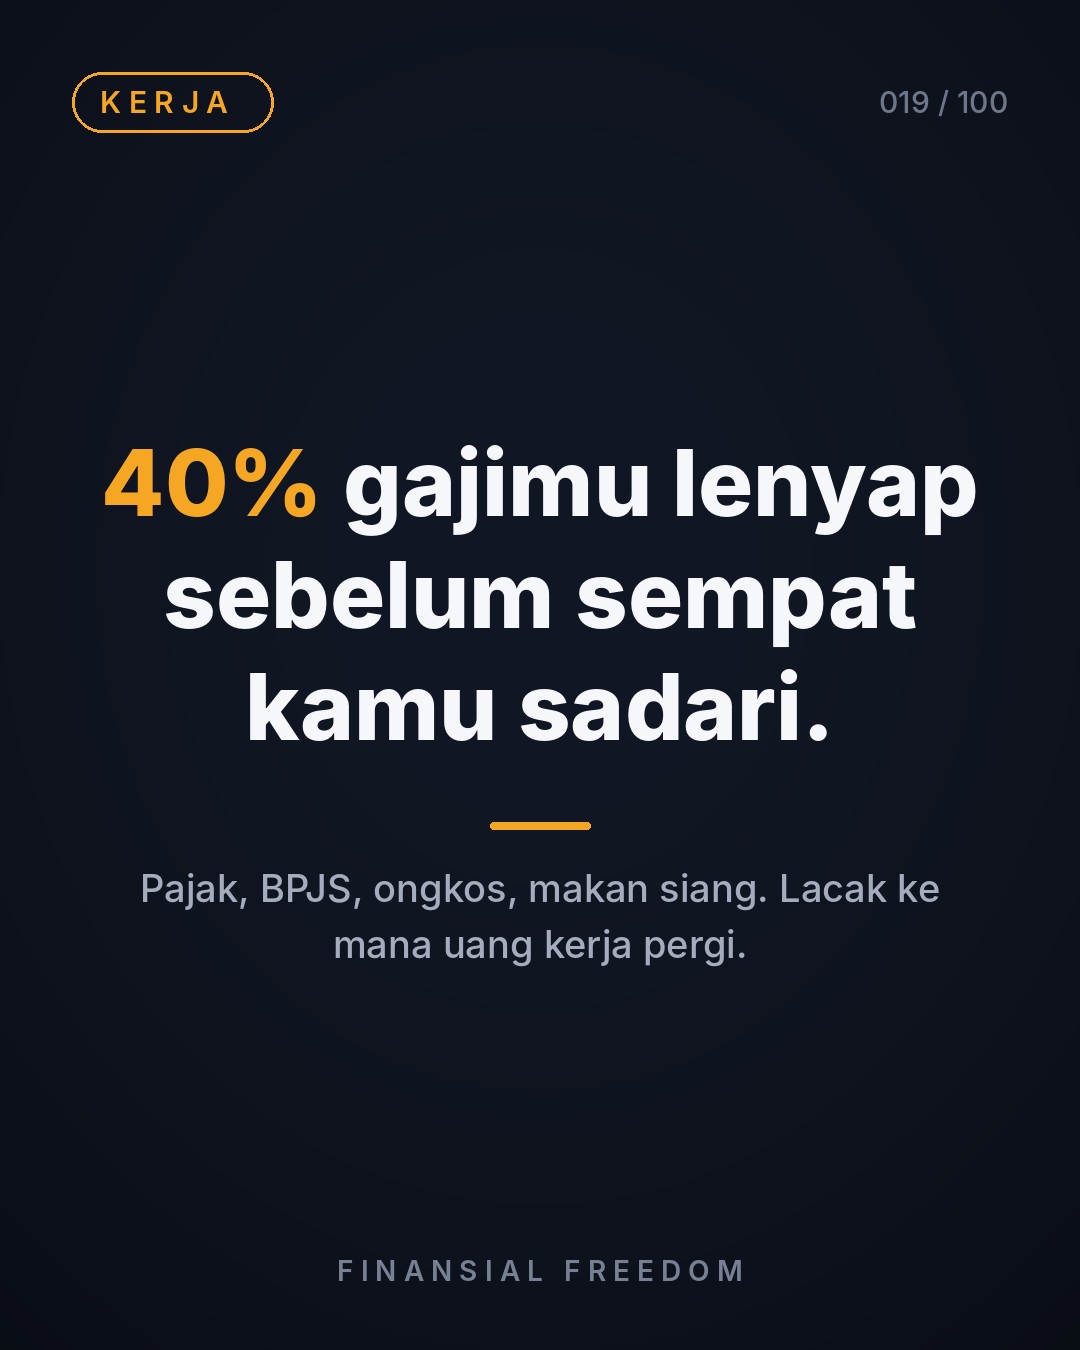 KERJA
019 / 100
40% gajimu lenyap
sebelum sempat
kamu sadari.
Pajak, BPJS, ongkos, makan siang. Lacak ke
mana uang kerja pergi.
FINANSIAL FREEDOM